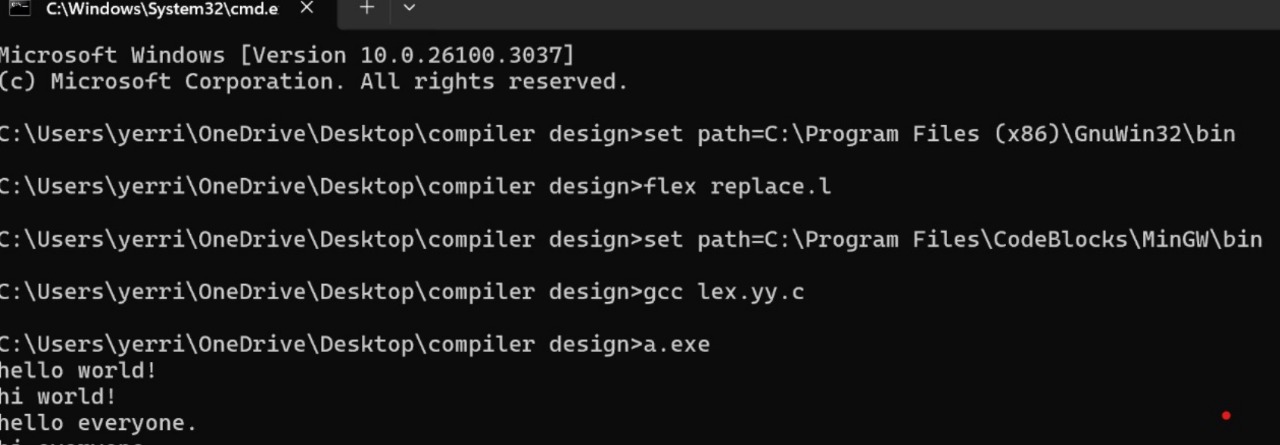 C:\Windows\System32\cmd.e
Microsoft Windows [Version 10.0.26100.3037]
(c) Microsoft Corporation. All rights reserved.
C:\Users\yerri\OneDrive\Desktop\compiler design>set path=C:\Program Files (x86)\GnuWin32\bin
C:\Users\yerri\OneDrive\Desktop\compiler design>flex replace.l
C:\Users\yerri\OneDrive\Desktop\compiler design>set path=C:\Program Files\CodeBlocks\MinGW\bin
C:\Users\yerri\OneDrive\Desktop\compiler design>gcc lex.yy.c
C:\Users\yerri\OneDrive\Desktop\compiler design>a.exe
hello world!
hi world!
hello everyone.